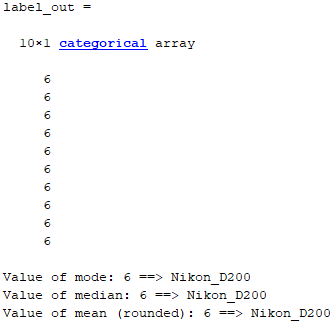 label_out =
10×1 categorical array
6
6
6
6
6
6
6
6
6
6
Value of mode: 6 ==> Nikon_D200
Value of median: 6 ==> Nikon_D200
Value of mean (rounded): 6 ==> Nikon_D200